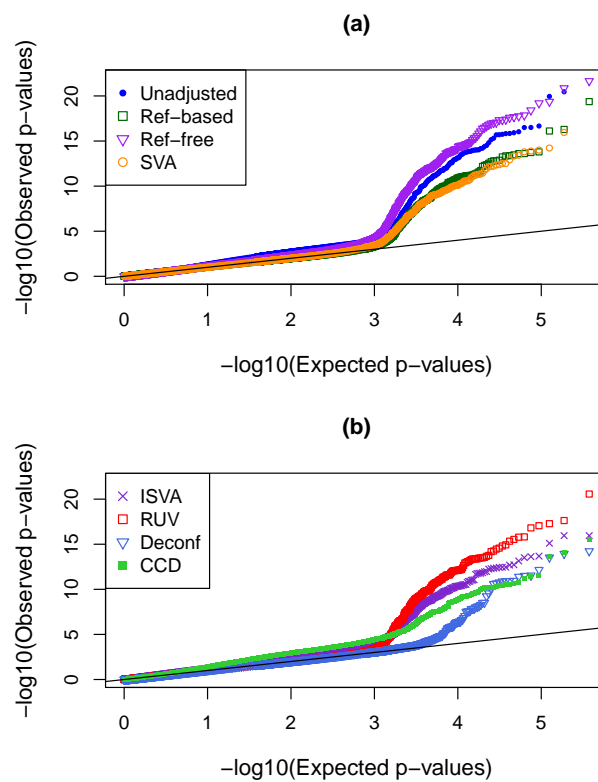 (a)
Unadjusted
Ref−based
Ref−free
SVA
−log10(Observed p−values)
20
15
10
5
0
0 1 2 3 4 5
−log10(Expected p−values)
(b)
ISVA
RUV
Deconf
CCD
−log10(Observed p−values)
20
15
10
5
0
0 1 2 3 4 5
−log10(Expected p−values)